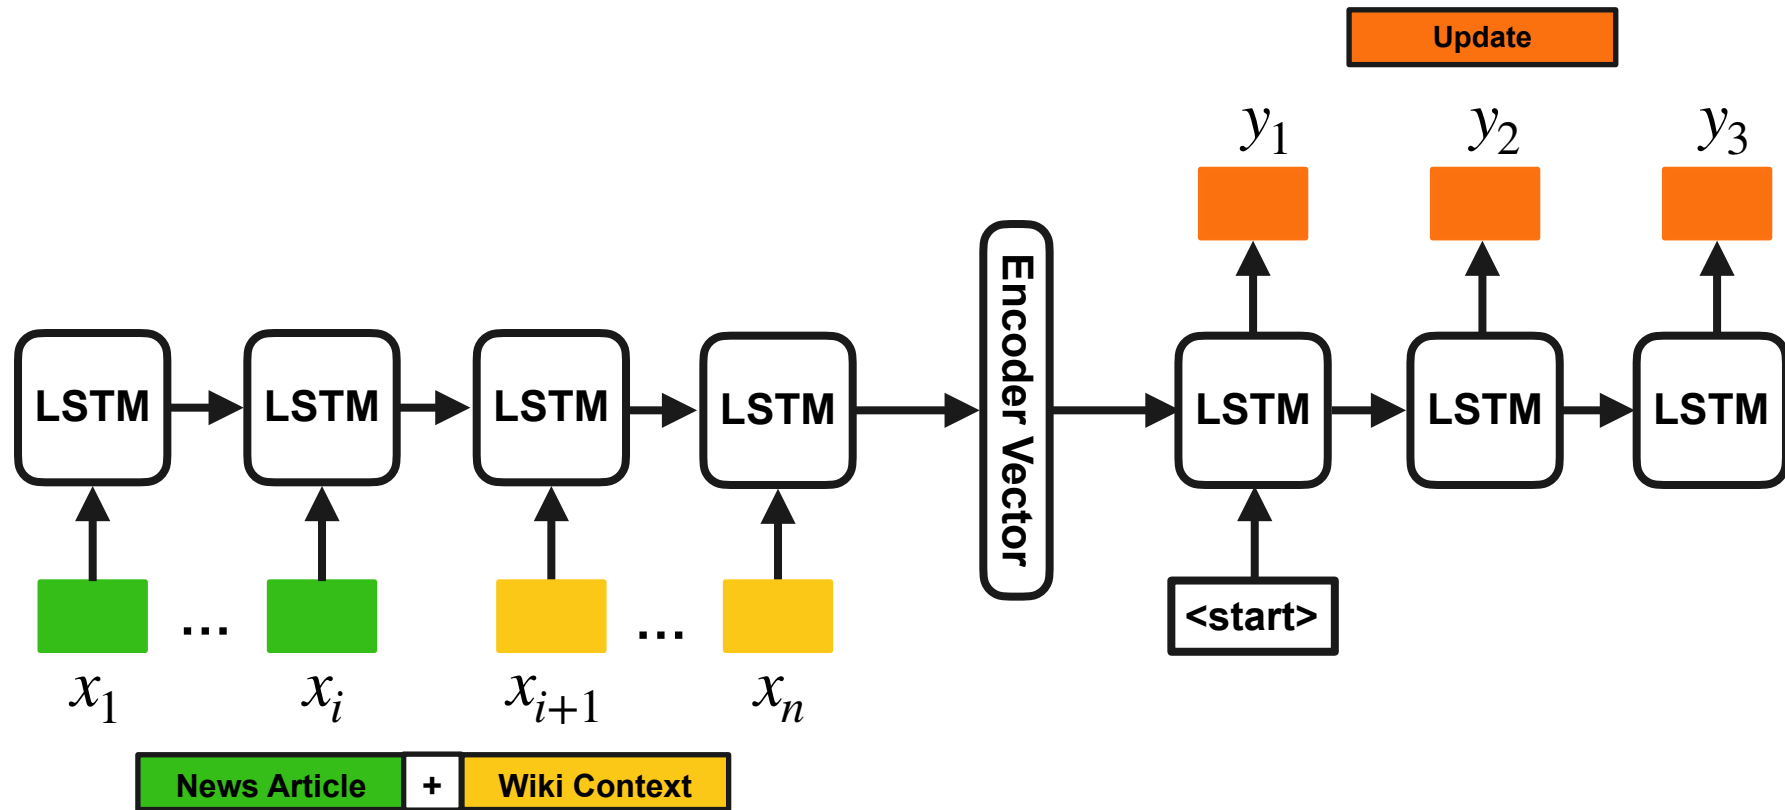 Update
y1 y2 y3
Encoder Vector
LSTM LSTM LSTM LSTM LSTM LSTM LSTM
<start>
... ...
x1 xi xi+1 xn
News Article + Wiki Context